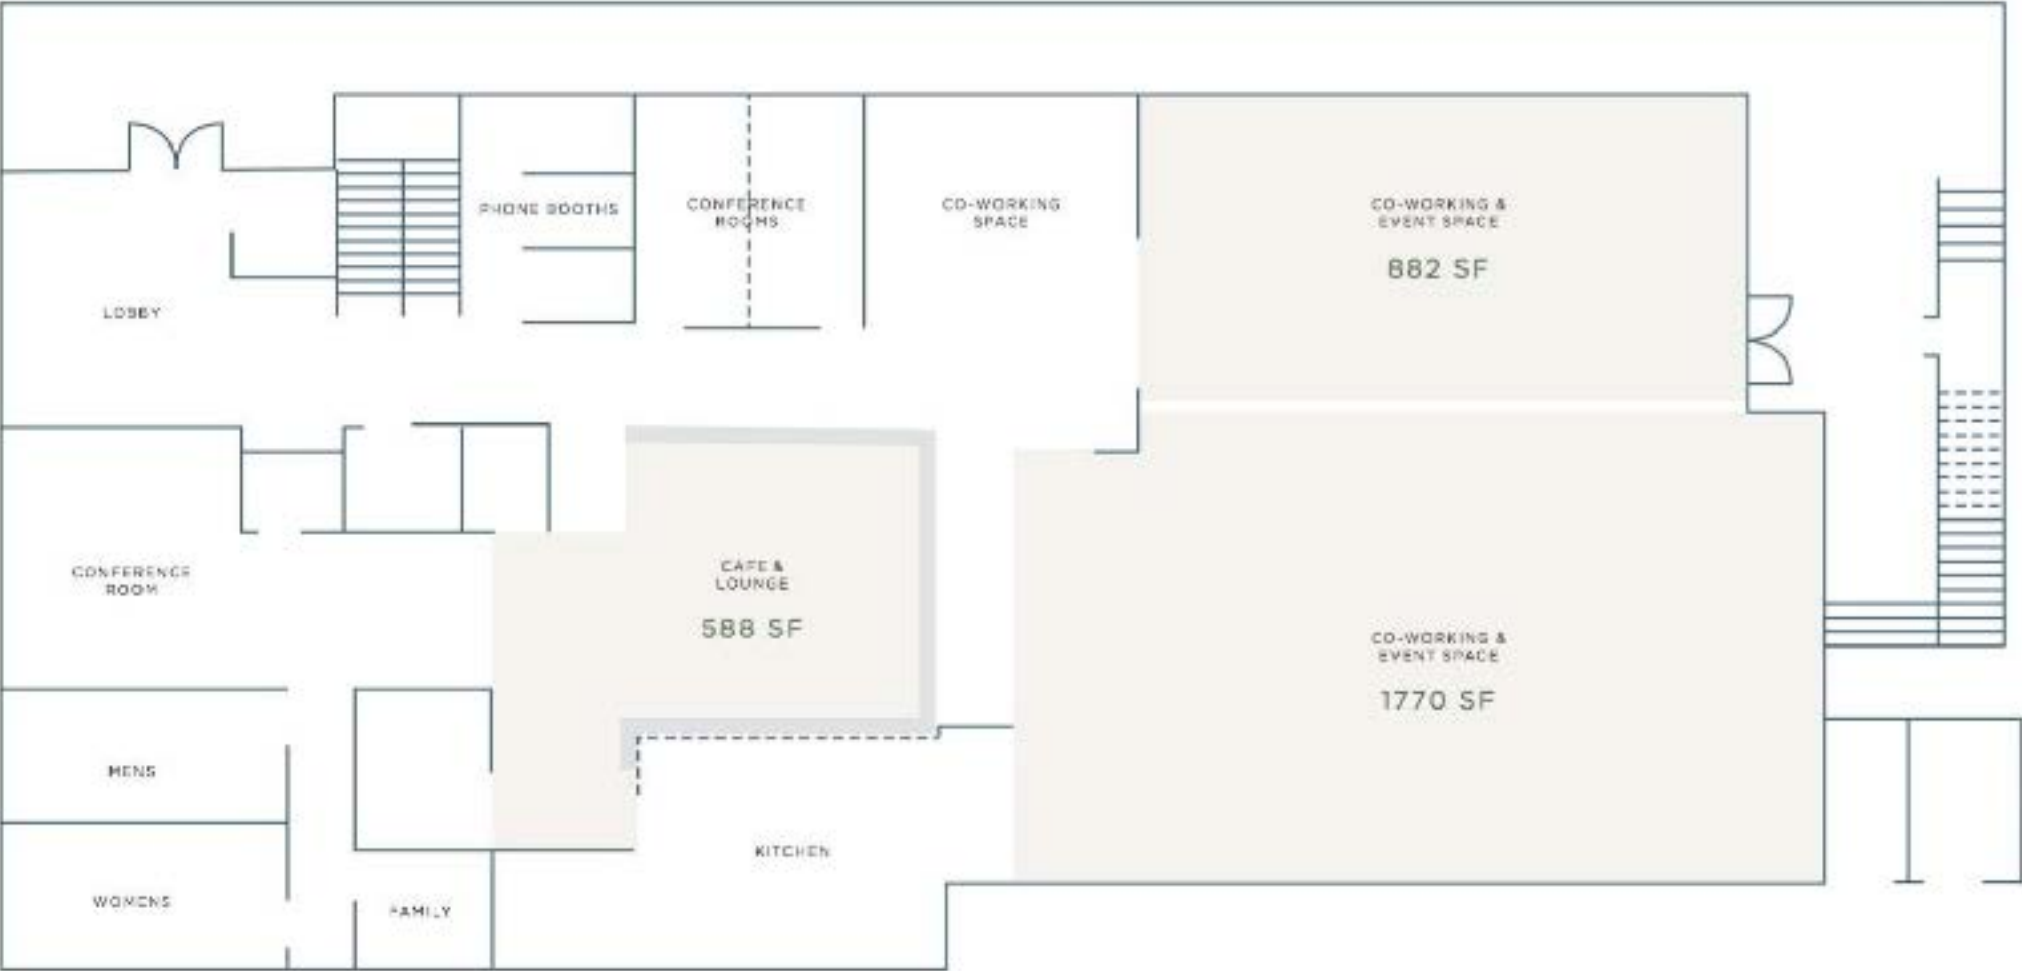 PHONE BOOTHS
CONFERENCE
ROOMS
CO-WORKING
SPACE
CO-WORKING &
EVENT SPACE
882 SF
LOBBY
CONFERENCE
ROOM
CAFE &
LOUNGE
588 SF
CO-WORKING &
EVENT SPACE
1770 SF
MENS
KITCHEN
WOMENS
FAMILY